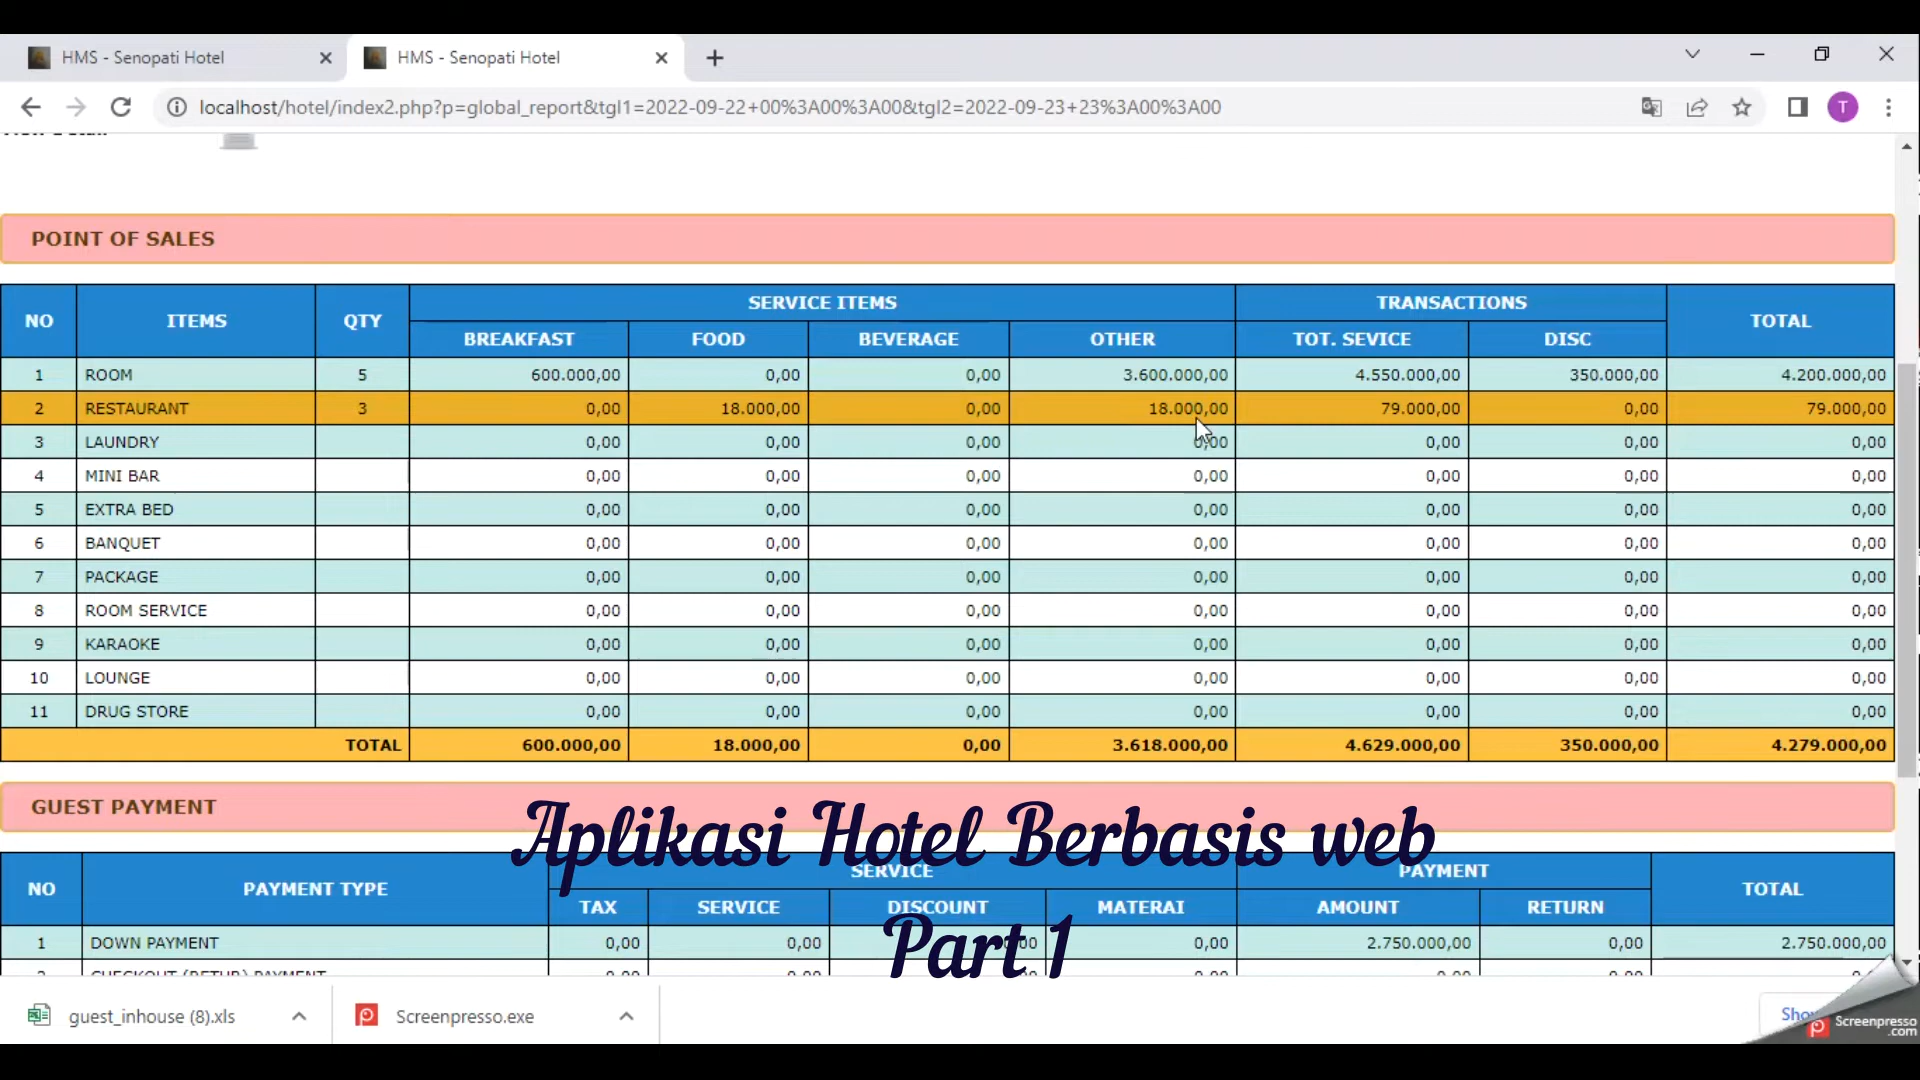 HMS - Senopati Hotel
HMS - Senopati Hotel
localhost/hotel/index2.php?p=global_report&tgl1=2022-09-22+00%3A00%3A00&tgl2=2022-09-23+23%3A00%3A00
T
POINT OF SALES
NO ITEMS QTY SERVICE ITEMS TRANSACTIONS TOTAL
BREAKFAST FOOD BEVERAGE OTHER TOT. SEVICE DISC
1 ROOM 5 600.000,00 0,00 0,00 3.600.000,00 4.550.000,00 350.000,00 4.200.000,00
2 RESTAURANT 3 0,00 18.000,00 0,00 18.000,00 79.000,00 0,00 79.000,00
3 LAUNDRY 0,00 0,00 0,00 0,00 0,00 0,00 0,00
4 MINI BAR 0,00 0,00 0,00 0,00 0,00 0,00 0,00
5 EXTRA BED 0,00 0,00 0,00 0,00 0,00 0,00 0,00
6 BANQUET 0,00 0,00 0,00 0,00 0,00 0,00 0,00
7 PACKAGE 0,00 0,00 0,00 0,00 0,00 0,00 0,00
8 ROOM SERVICE 0,00 0,00 0,00 0,00 0,00 0,00 0,00
9 KARAOKE 0,00 0,00 0,00 0,00 0,00 0,00 0,00
10 LOUNGE 0,00 0,00 0,00 0,00 0,00 0,00 0,00
11 DRUG STORE 0,00 0,00 0,00 0,00 0,00 0,00 0,00
TOTAL 600.000,00 18.000,00 0,00 3.618.000,00 4.629.000,00 350.000,00 4.279.000,00
GUEST PAYMENT
Aplikasi Hotel Berbasis web
Part 1
NO PAYMENT TYPE SERVICE PAYMENT TOTAL
TAX SERVICE DISCOUNT MATERAI AMOUNT RETURN
1 DOWN PAYMENT 0,00 0,00 0,00 2.750.000,00 0,00 2.750.000,00
guest_inhouse (8).xls
Screenpresso.exe
Screenpresso
.com